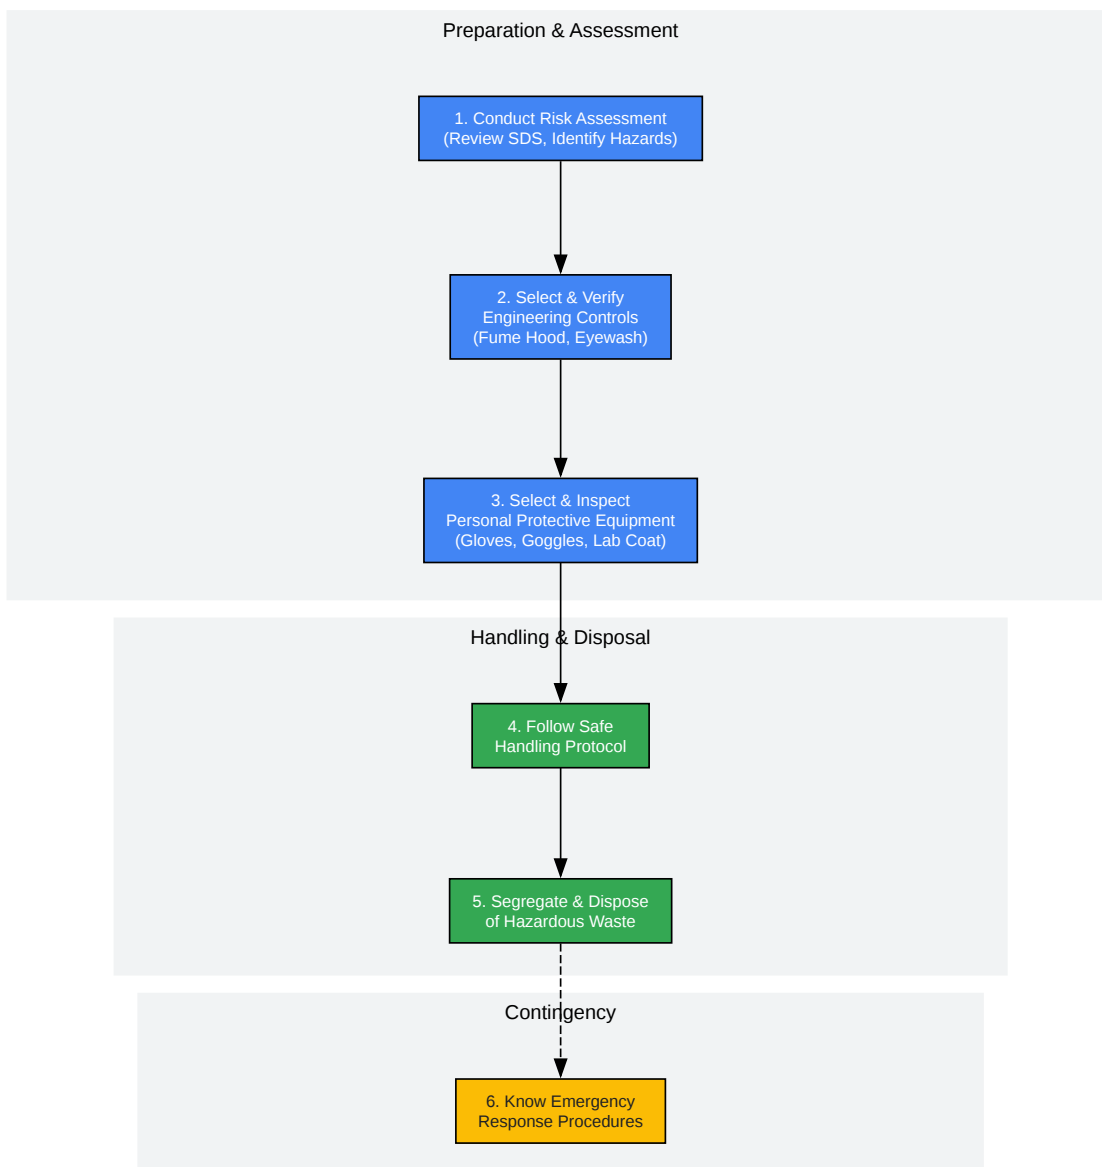 Preparation & Assessment
1. Conduct Risk Assessment
(Review SDS, Identify Hazards)
2. Select & Verify
Engineering Controls
(Fume Hood, Eyewash)
3. Select & Inspect
Personal Protective Equipment
(Gloves, Goggles, Lab Coat)
Handling & Disposal
4. Follow Safe
Handling Protocol
5. Segregate & Dispose
of Hazardous Waste
Contingency
6. Know Emergency
Response Procedures